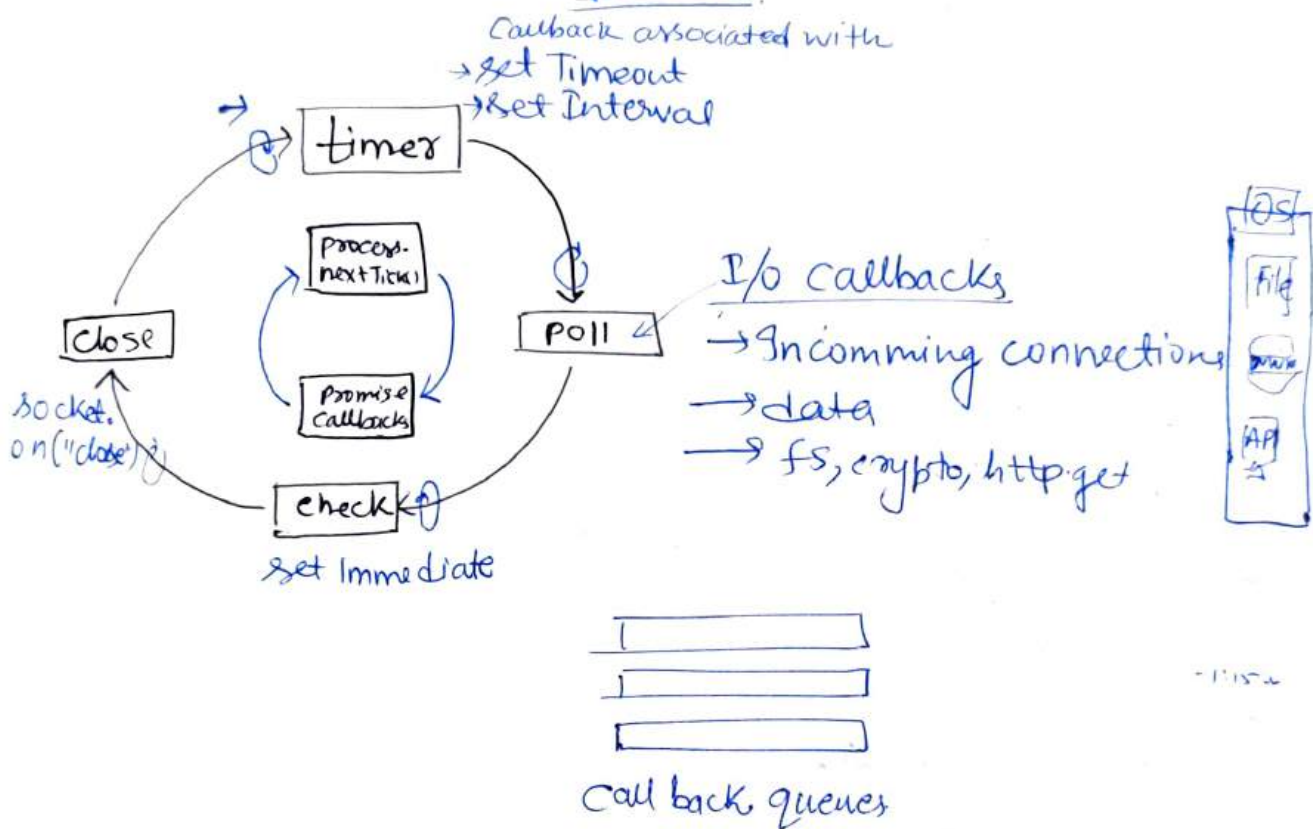 Callback associated with
→ set Timeout
→ set Interval
timer
process.
nextTick()
promise
callbacks
close
socket.
on("close")
poll
check
set Immediate
I/O callbacks
→ Incomming connections
→ data
→ fs, crypto, http.get
OS
File
API
Call back queues